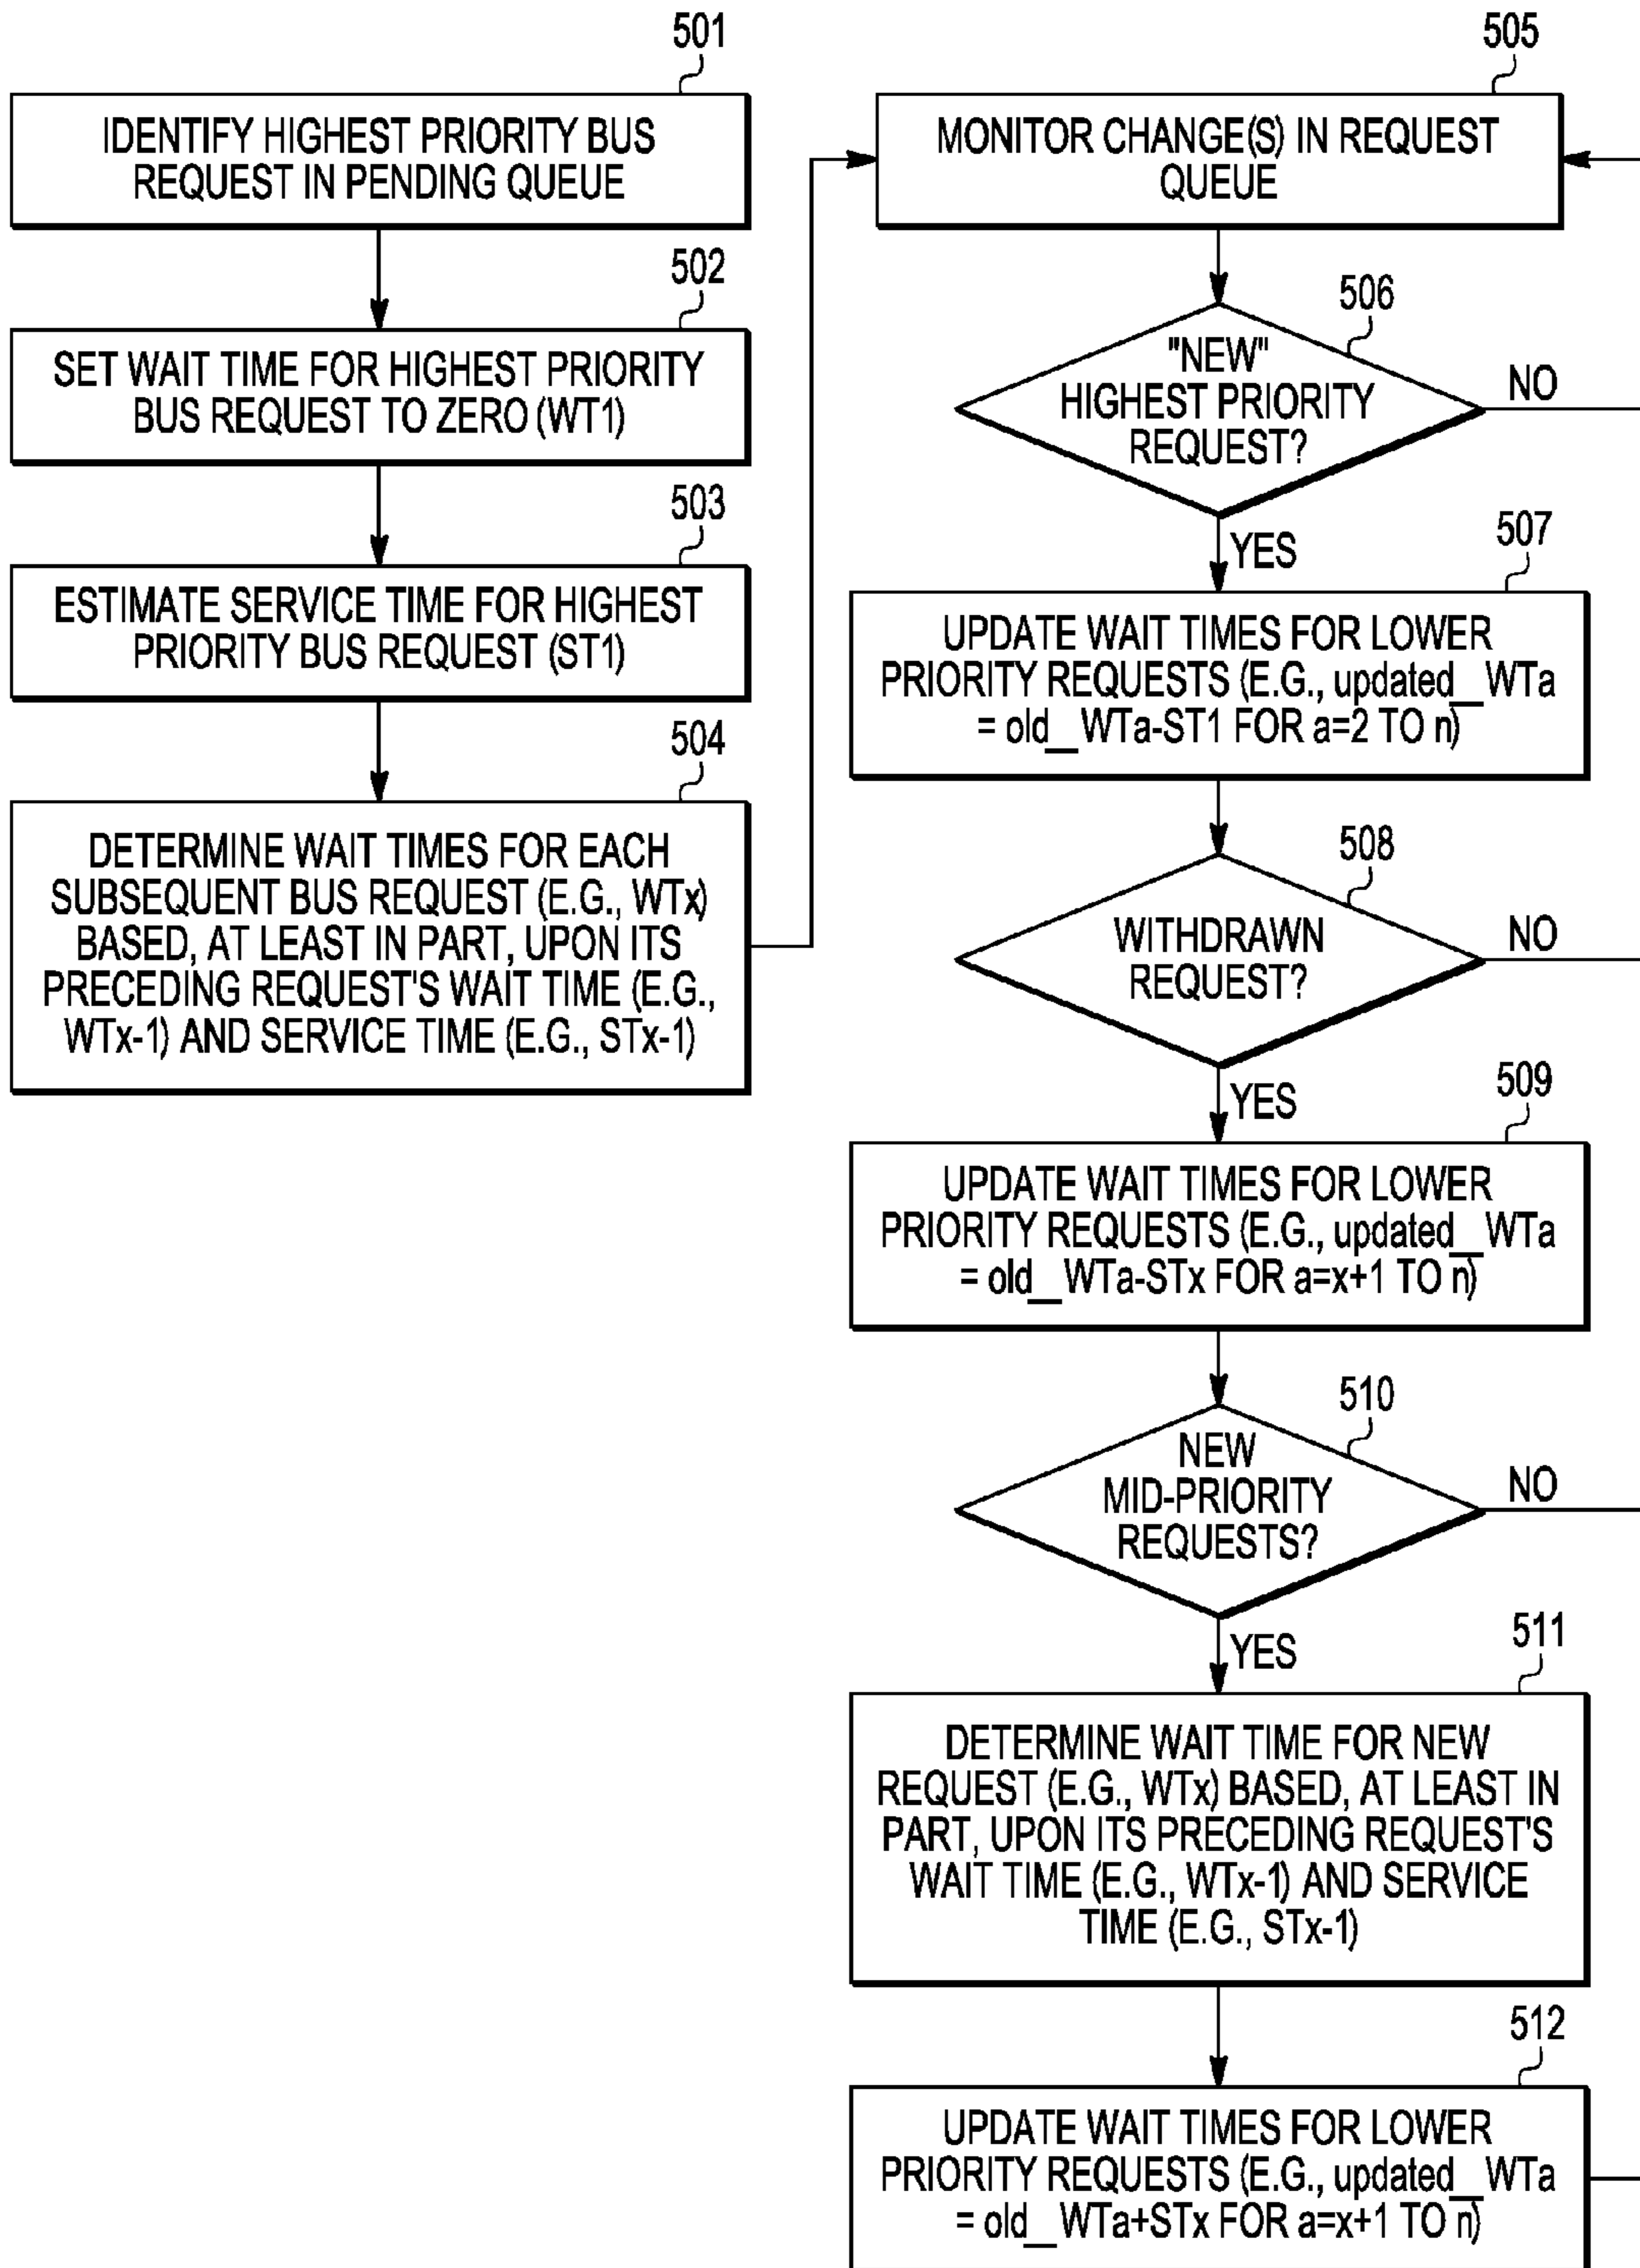 501
IDENTIFY HIGHEST PRIORITY BUS
REQUEST IN PENDING QUEUE
502
SET WAIT TIME FOR HIGHEST PRIORITY
BUS REQUEST TO ZERO (WT1)
503
ESTIMATE SERVICE TIME FOR HIGHEST
PRIORITY BUS REQUEST (ST1)
504
DETERMINE WAIT TIMES FOR EACH
SUBSEQUENT BUS REQUEST (E.G., WTx)
BASED, AT LEAST IN PART, UPON ITS
PRECEDING REQUEST'S WAIT TIME (E.G.,
WTx-1) AND SERVICE TIME (E.G., STx-1)
505
MONITOR CHANGE(S) IN REQUEST
QUEUE
506
"NEW"
HIGHEST PRIORITY
REQUEST?
NO
YES
507
UPDATE WAIT TIMES FOR LOWER
PRIORITY REQUESTS (E.G., updated__WTa
= old__WTa-ST1 FOR a=2 TO n)
508
WITHDRAWN
REQUEST?
NO
YES
509
UPDATE WAIT TIMES FOR LOWER
PRIORITY REQUESTS (E.G., updated__WTa
= old__WTa-STx FOR a=x+1 TO n)
510
NEW
MID-PRIORITY
REQUESTS?
NO
YES
511
DETERMINE WAIT TIME FOR NEW
REQUEST (E.G., WTx) BASED, AT LEAST IN
PART, UPON ITS PRECEDING REQUEST'S
WAIT TIME (E.G., WTx-1) AND SERVICE
TIME (E.G., STx-1)
512
UPDATE WAIT TIMES FOR LOWER
PRIORITY REQUESTS (E.G., updated__WTa
= old__WTa+STx FOR a=x+1 TO n)